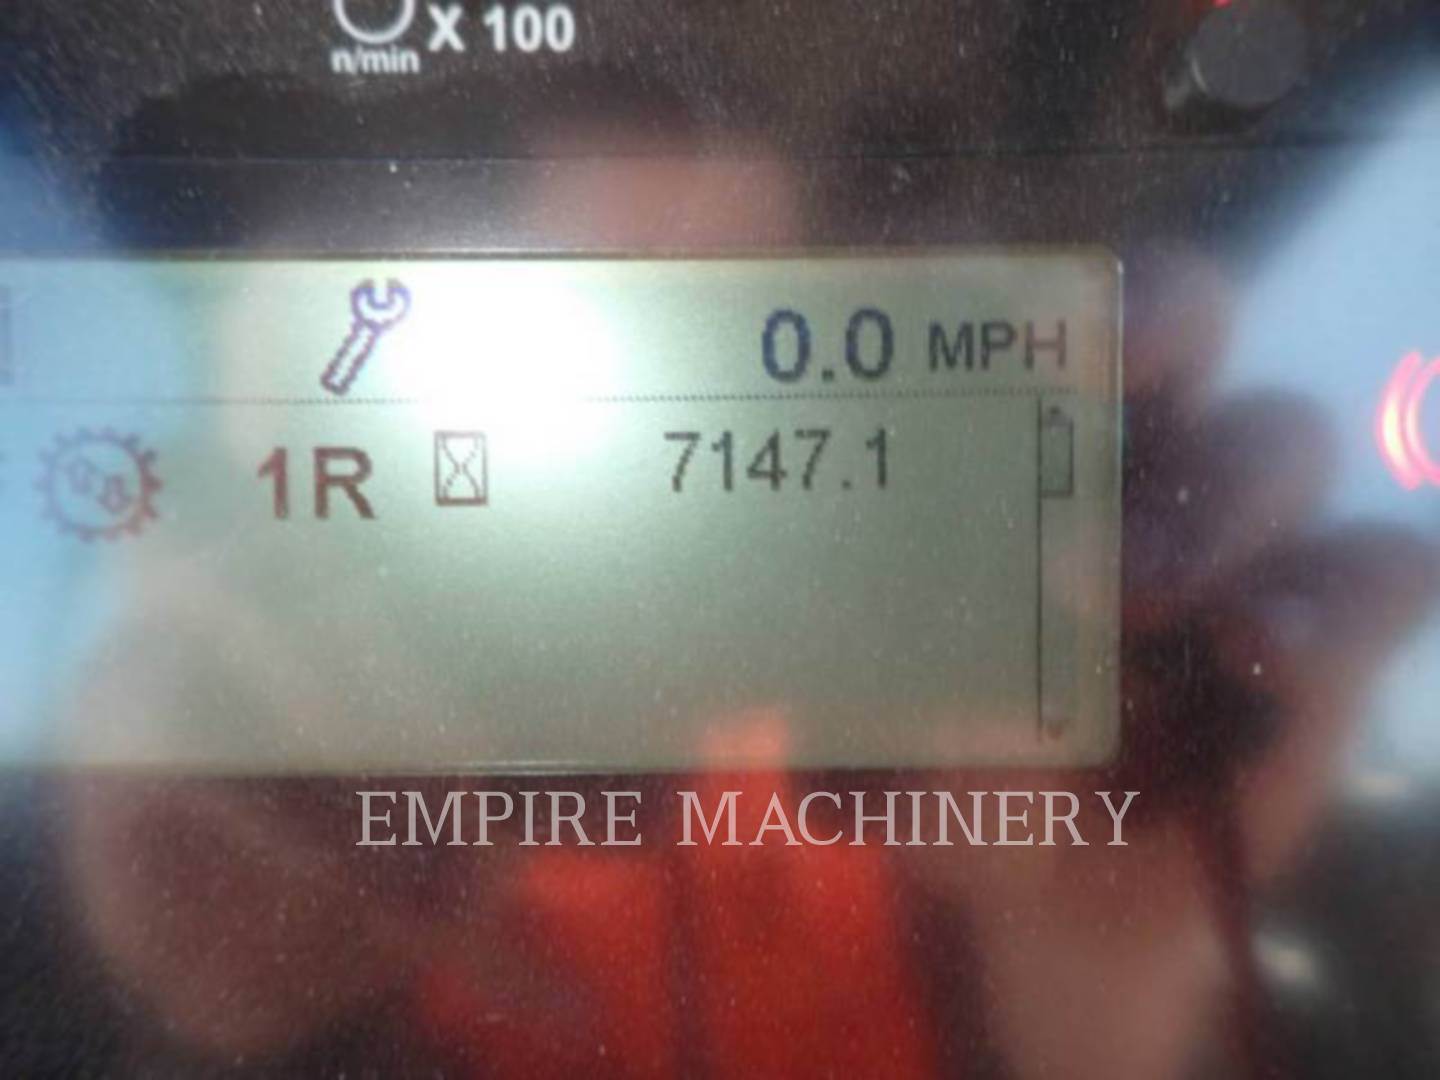 n/min X 100
0.0 MPH
1R 7147.1
EMPIRE MACHINERY